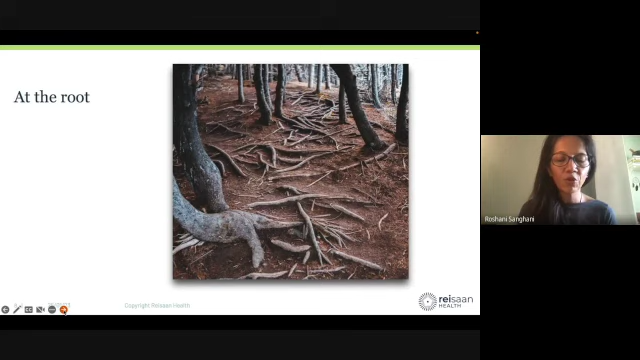 At the root
Roshani Sanghani
Copyright Reisaan Health
reisaan
HEALTH